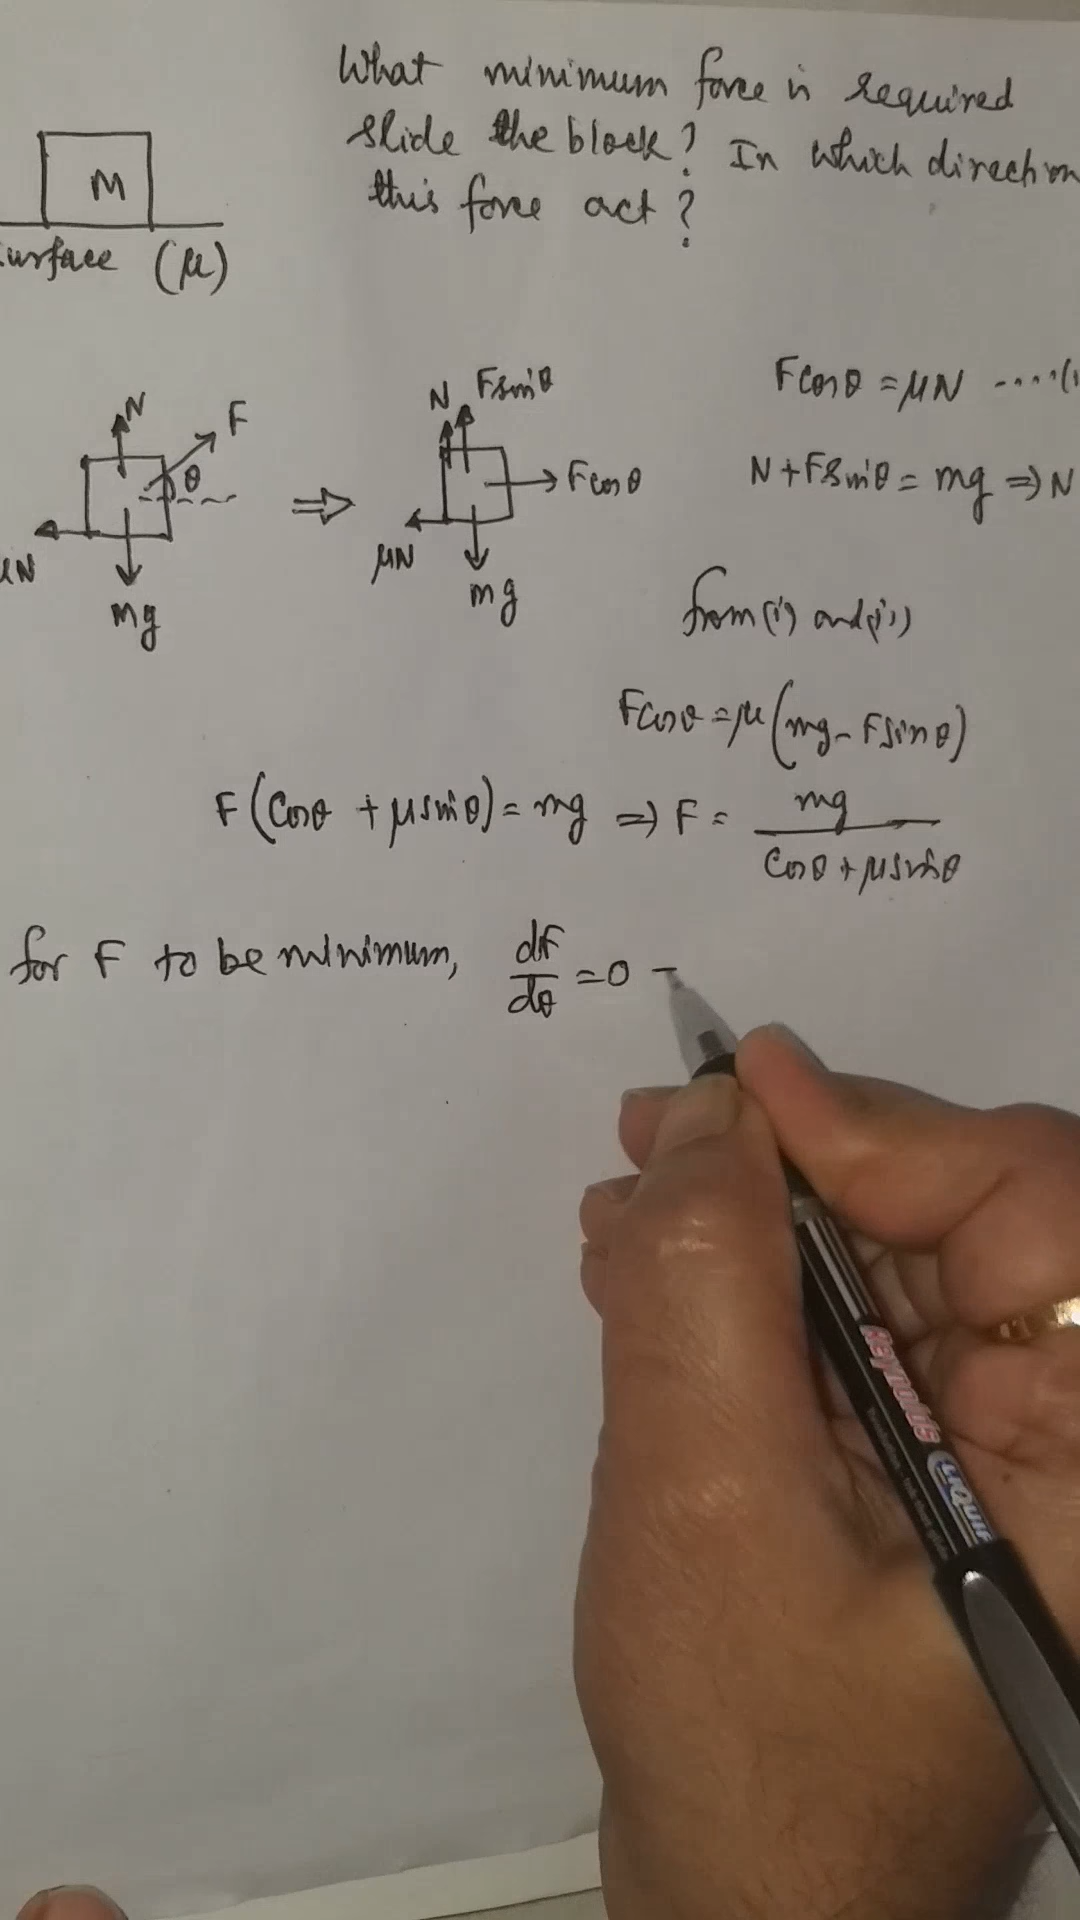 What minimum force is required
slide the block? In which direction
this force act?
M
surface (μ)
N
F
θ
μN
mg
⇒
N Fsinθ
Fcosθ
μN
mg
Fcosθ = μN ....(i
N + Fsinθ = mg ⇒ N
from (i) and (ii)
Fcosθ = μ(mg - Fsinθ)
F(cosθ + μsinθ) = mg ⇒ F = mg / cosθ + μsinθ
for F to be minimum, dF/dθ = 0 -
Reynolds
LIQUIF